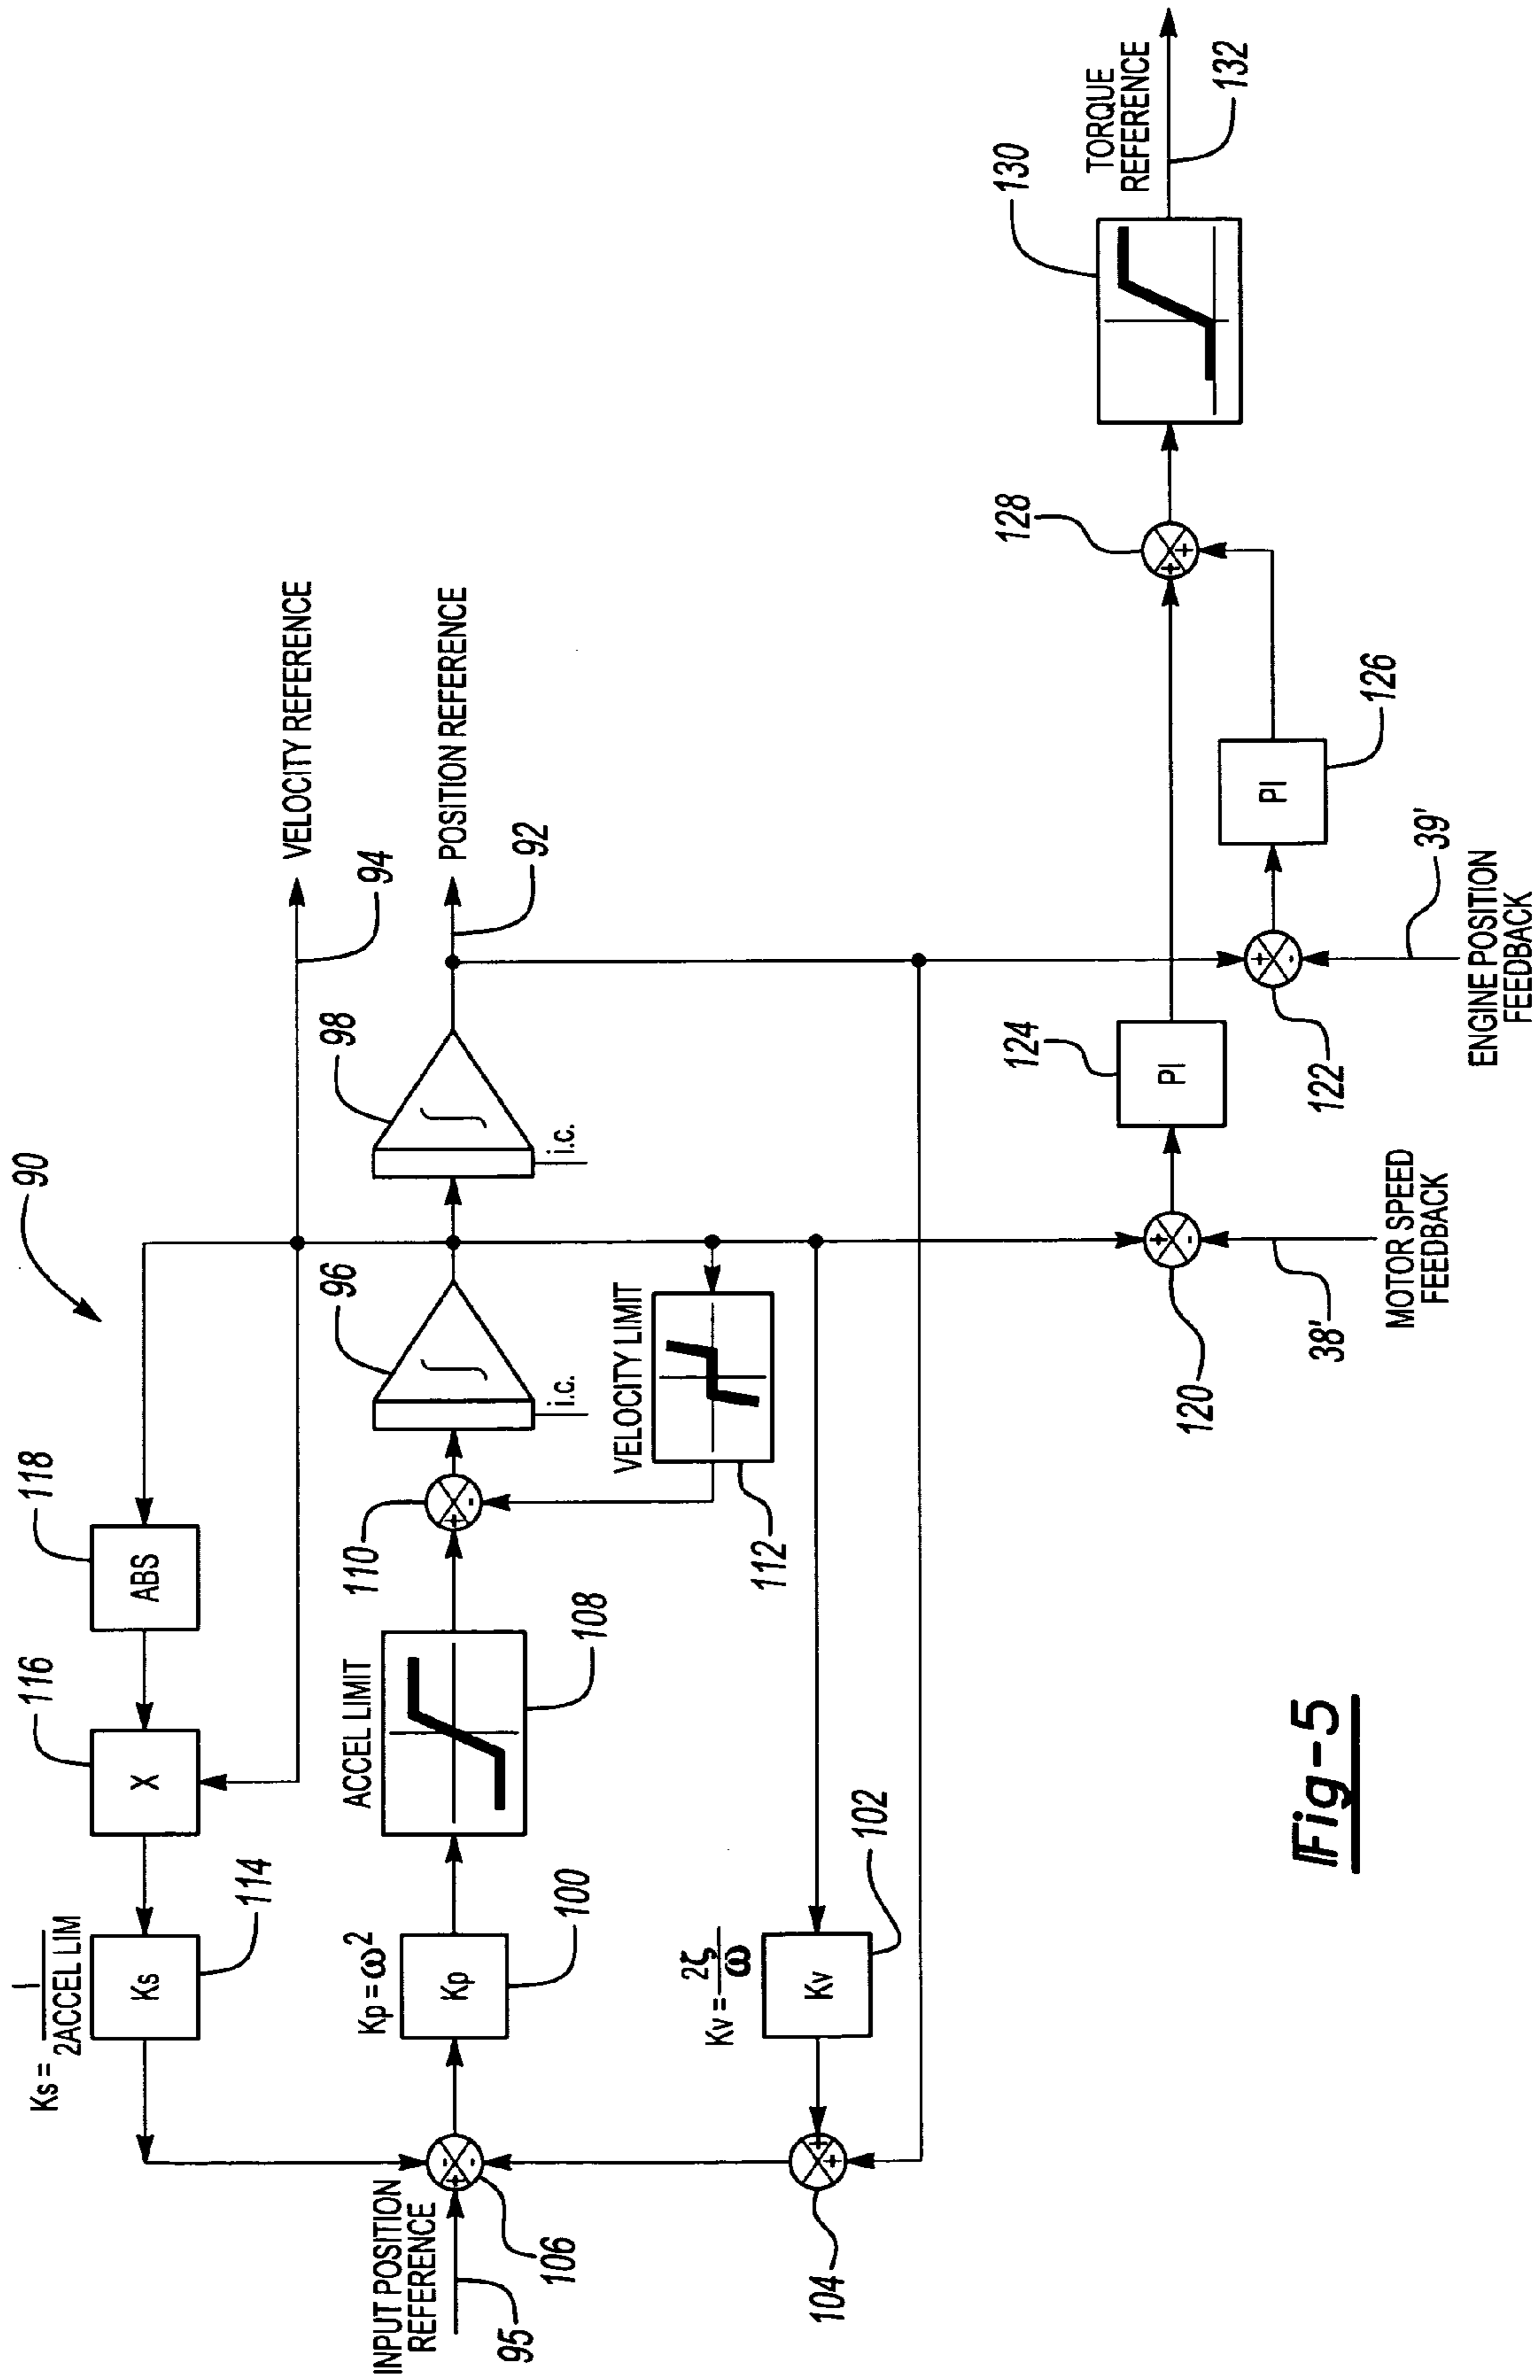 90
Ks = 1
2ACCEL LIM
Ks
114
116
X
118
ABS
VELOCITY REFERENCE
94
INPUT POSITION
REFERENCE
95
+
-
-
106
Kp = ω²
Kp
100
ACCEL LIMIT
108
110
+
-
96
∫
i.c.
98
∫
i.c.
POSITION REFERENCE
92
VELOCITY LIMIT
112
Kv = 2ζ
ω
Kv
102
104
+
+
120
+
-
38'
MOTOR SPEED
FEEDBACK
124
PI
122
+
-
39'
ENGINE POSITION
FEEDBACK
PI
126
128
+
+
130
TORQUE
REFERENCE
132
Fig-5